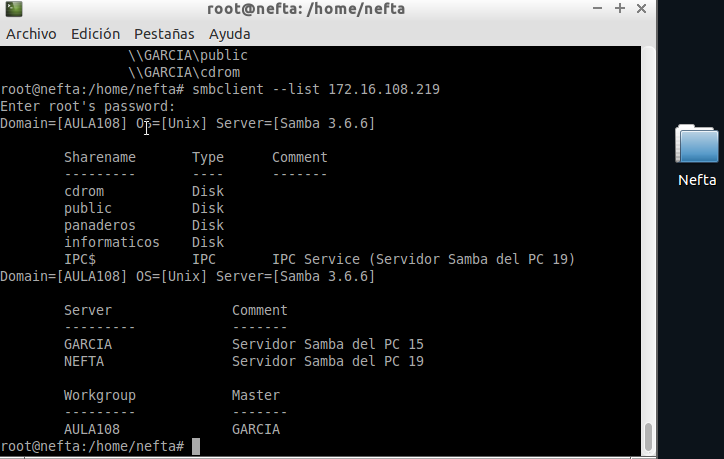 root@nefta: /home/nefta
Archivo Edición Pestañas Ayuda
\\GARCIA\public
\\GARCIA\cdrom
root@nefta:/home/nefta# smbclient --list 172.16.108.219
Enter root's password:
Domain=[AULA108] OS=[Unix] Server=[Samba 3.6.6]
Sharename Type Comment
--------- ---- -------
cdrom Disk
public Disk
panaderos Disk
informaticos Disk
IPC$ IPC IPC Service (Servidor Samba del PC 19)
Domain=[AULA108] OS=[Unix] Server=[Samba 3.6.6]
Server Comment
--------- -------
GARCIA Servidor Samba del PC 15
NEFTA Servidor Samba del PC 19
Workgroup Master
--------- -------
AULA108 GARCIA
root@nefta:/home/nefta#
Nefta